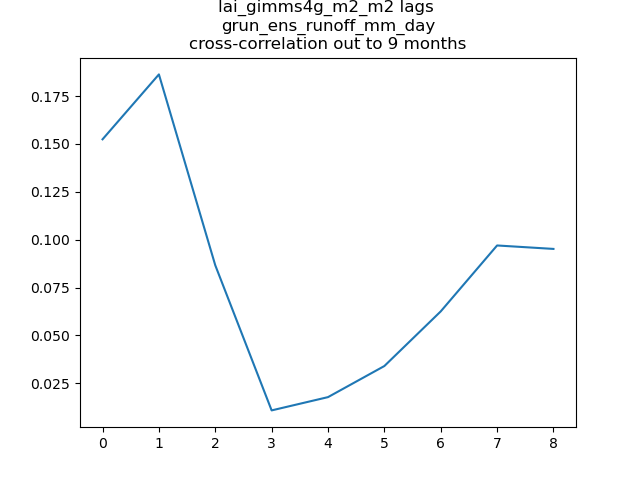 lai_gimms4g_m2_m2 lags
grun_ens_runoff_mm_day
cross-correlation out to 9 months
0.175
0.150
0.125
0.100
0.075
0.050
0.025
0 1 2 3 4 5 6 7 8